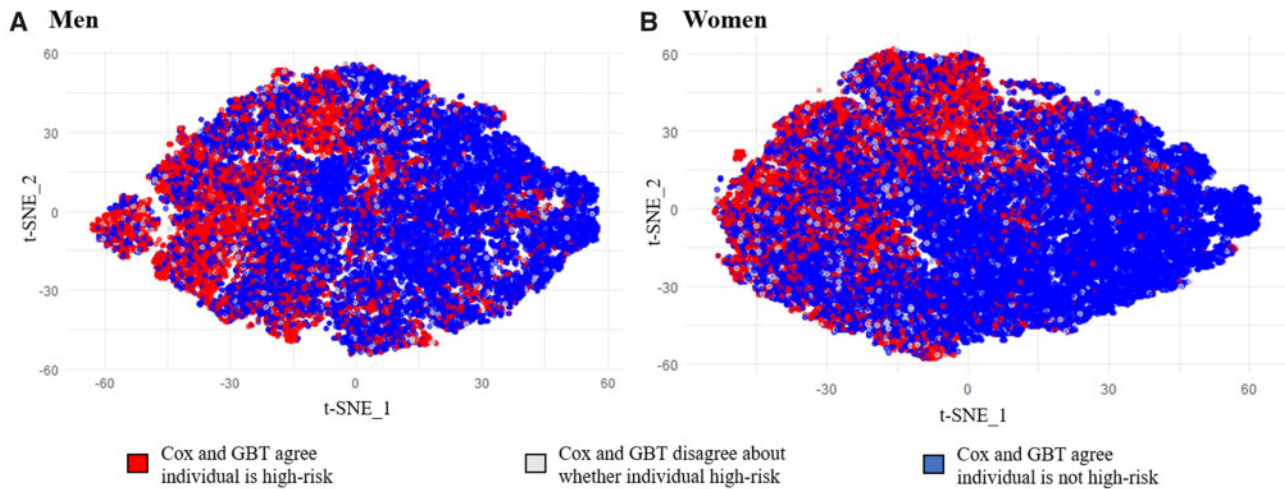 A Men
B Women
60
30
0
-30
-60
t-SNE_2
-60
-30
0
30
60
t-SNE_1
60
30
0
-30
-60
t-SNE_2
-30
0
30
60
t-SNE_1
Cox and GBT agree
individual is high-risk
Cox and GBT disagree about
whether individual high-risk
Cox and GBT agree
individual is not high-risk